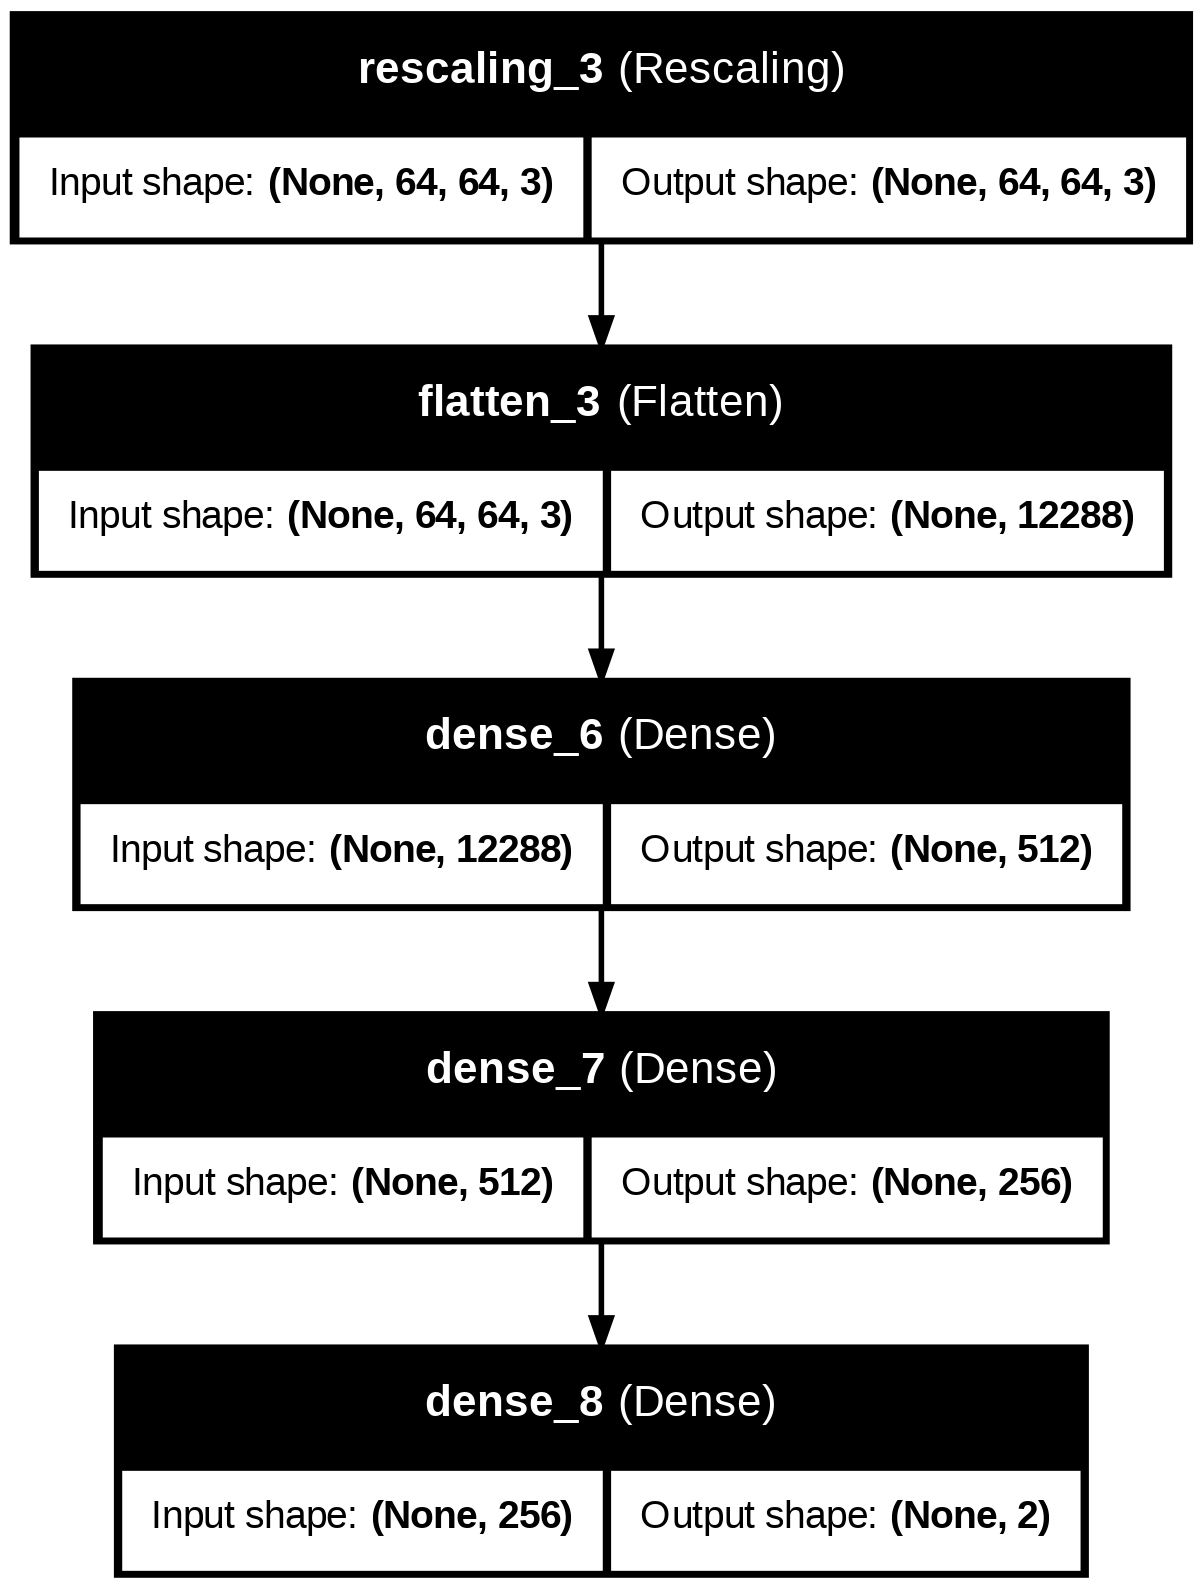 rescaling_3 (Rescaling)
Input shape: (None, 64, 64, 3) Output shape: (None, 64, 64, 3)
flatten_3 (Flatten)
Input shape: (None, 64, 64, 3) Output shape: (None, 12288)
dense_6 (Dense)
Input shape: (None, 12288) Output shape: (None, 512)
dense_7 (Dense)
Input shape: (None, 512) Output shape: (None, 256)
dense_8 (Dense)
Input shape: (None, 256) Output shape: (None, 2)